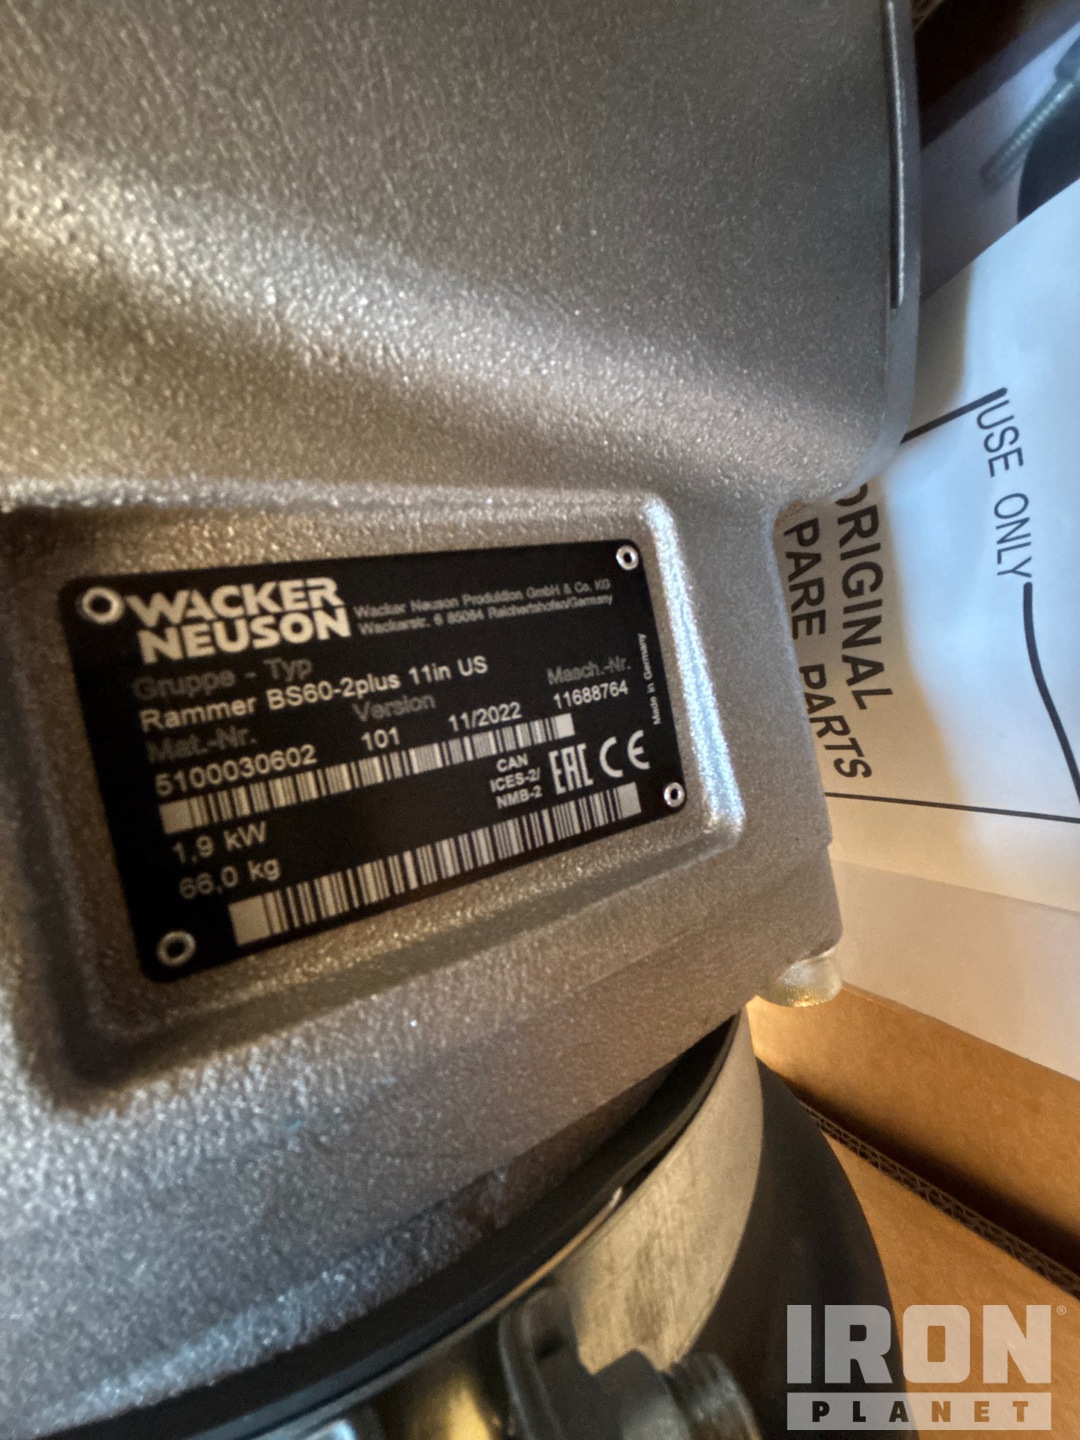 WACKER
NEUSON
Wacker Neuson Produktion GmbH & Co. KG
Wackerstr. 6 85084 Reichertshofen/Germany
Gruppe - Typ
Rammer BS60-2plus 11in US
Mat.-Nr. Version Masch.-Nr.
5100030602 101 11/2022 11688764
Made in Germany
CAN
ICES-2/
NMB-2
EAC CE
1,9 kW
66,0 kg
USE ONLY
ORIGINAL
PARE PARTS
IRON
PLANET
®